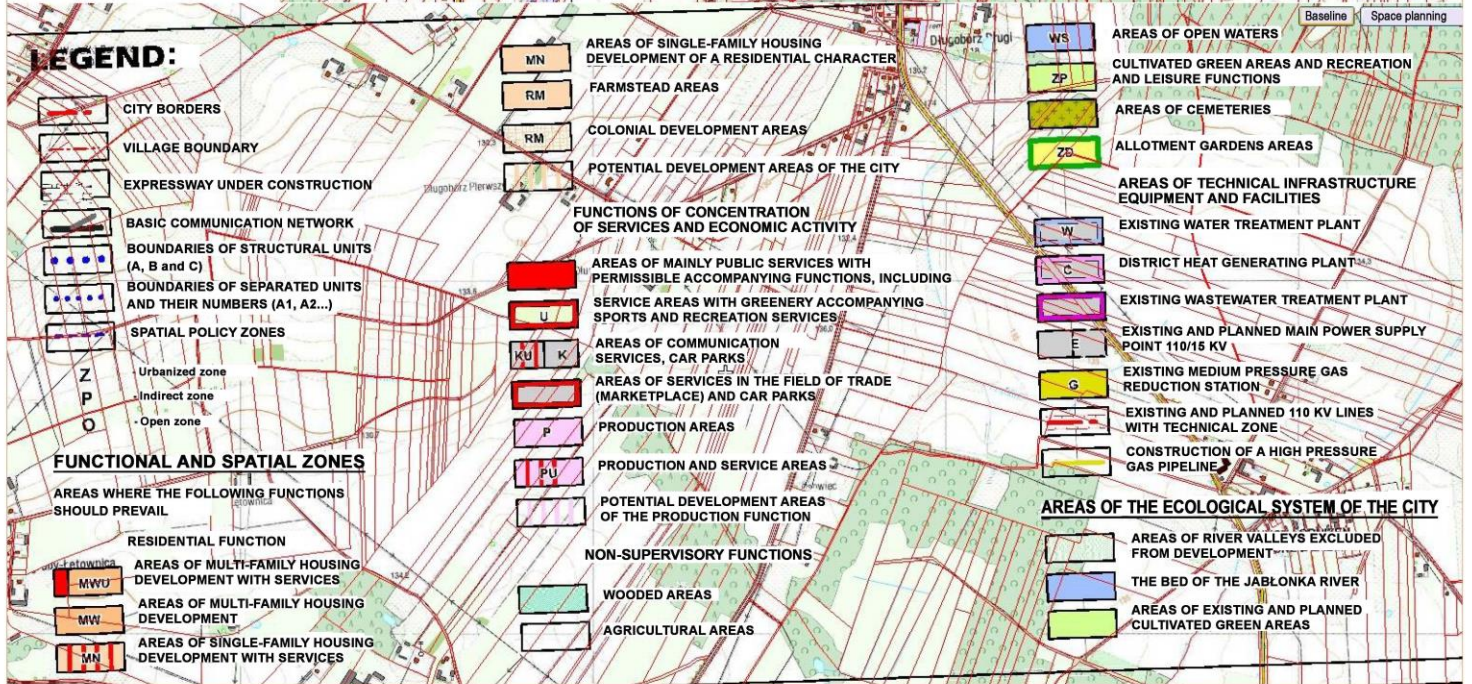 Baseline
Space planning
LEGEND:
CITY BORDERS
VILLAGE BOUNDARY
EXPRESSWAY UNDER CONSTRUCTION
BASIC COMMUNICATION NETWORK
BOUNDARIES OF STRUCTURAL UNITS
(A, B and C)
BOUNDARIES OF SEPARATED UNITS
AND THEIR NUMBERS (A1, A2...)
SPATIAL POLICY ZONES
Z - Urbanized zone
P - Indirect zone
O - Open zone
FUNCTIONAL AND SPATIAL ZONES
AREAS WHERE THE FOLLOWING FUNCTIONS
SHOULD PREVAIL
RESIDENTIAL FUNCTION
MWU
AREAS OF MULTI-FAMILY HOUSING
DEVELOPMENT WITH SERVICES
MW
AREAS OF MULTI-FAMILY HOUSING
DEVELOPMENT
MN
AREAS OF SINGLE-FAMILY HOUSING
DEVELOPMENT WITH SERVICES
MN
AREAS OF SINGLE-FAMILY HOUSING
DEVELOPMENT OF A RESIDENTIAL CHARACTER
RM
FARMSTEAD AREAS
RM
COLONIAL DEVELOPMENT AREAS
POTENTIAL DEVELOPMENT AREAS OF THE CITY
FUNCTIONS OF CONCENTRATION
OF SERVICES AND ECONOMIC ACTIVITY
AREAS OF MAINLY PUBLIC SERVICES WITH
PERMISSIBLE ACCOMPANYING FUNCTIONS, INCLUDING
U
SERVICE AREAS WITH GREENERY ACCOMPANYING
SPORTS AND RECREATION SERVICES
KU K
AREAS OF COMMUNICATION
SERVICES, CAR PARKS
AREAS OF SERVICES IN THE FIELD OF TRADE
(MARKETPLACE) AND CAR PARKS
P
PRODUCTION AREAS
PU
PRODUCTION AND SERVICE AREAS
POTENTIAL DEVELOPMENT AREAS
OF THE PRODUCTION FUNCTION
NON-SUPERVISORY FUNCTIONS
WOODED AREAS
AGRICULTURAL AREAS
WS
AREAS OF OPEN WATERS
ZP
CULTIVATED GREEN AREAS AND RECREATION
AND LEISURE FUNCTIONS
AREAS OF CEMETERIES
ZD
ALLOTMENT GARDENS AREAS
AREAS OF TECHNICAL INFRASTRUCTURE
EQUIPMENT AND FACILITIES
W
EXISTING WATER TREATMENT PLANT
C
DISTRICT HEAT GENERATING PLANT
EXISTING WASTEWATER TREATMENT PLANT
E
EXISTING AND PLANNED MAIN POWER SUPPLY
POINT 110/15 KV
G
EXISTING MEDIUM PRESSURE GAS
REDUCTION STATION
EXISTING AND PLANNED 110 KV LINES
WITH TECHNICAL ZONE
CONSTRUCTION OF A HIGH PRESSURE
GAS PIPELINE
AREAS OF THE ECOLOGICAL SYSTEM OF THE CITY
AREAS OF RIVER VALLEYS EXCLUDED
FROM DEVELOPMENT
THE BED OF THE JABŁONKA RIVER
AREAS OF EXISTING AND PLANNED
CULTIVATED GREEN AREAS
Długobórz Drugi
Długobórz Pierwszy